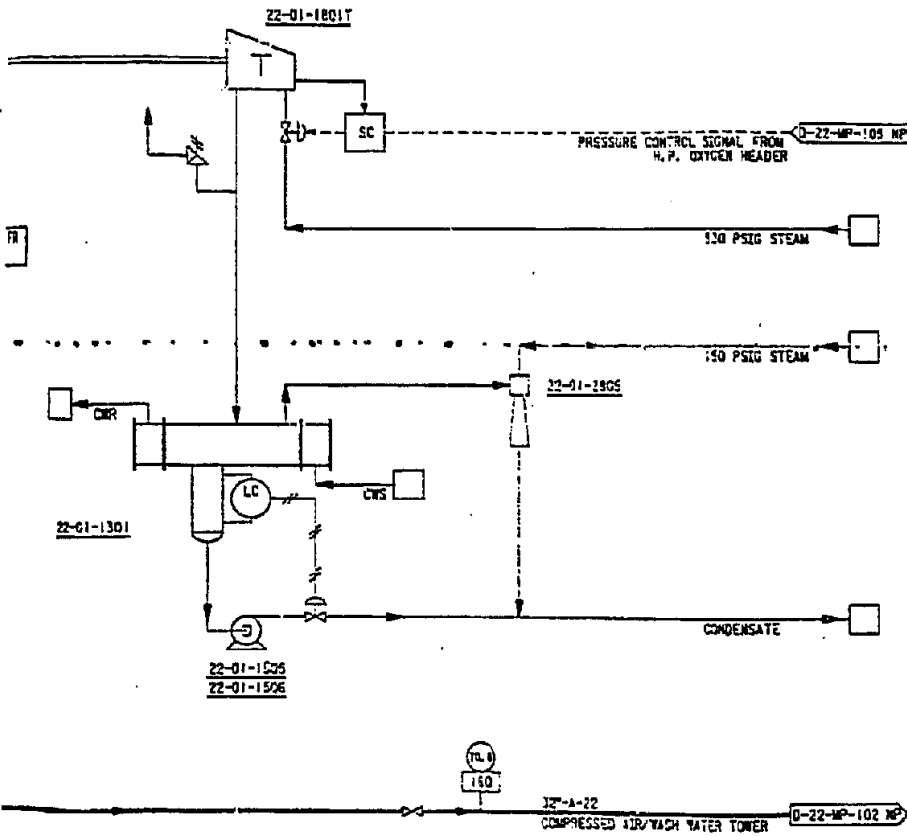 22-01-1801T
T
SC
D-22-MP-105 NP
PRESSURE CONTROL SIGNAL FROM
H.P. OXYGEN HEADER
FR
PSIG STEAM
150 PSIG STEAM
22-01-2805
CWR
LC
CWS
22-01-1301
CONDENSATE
22-01-1505
22-01-1506
160
32"-A-22
COMPRESSED AIR/WASH WATER TOWER
D-22-MP-102 NP